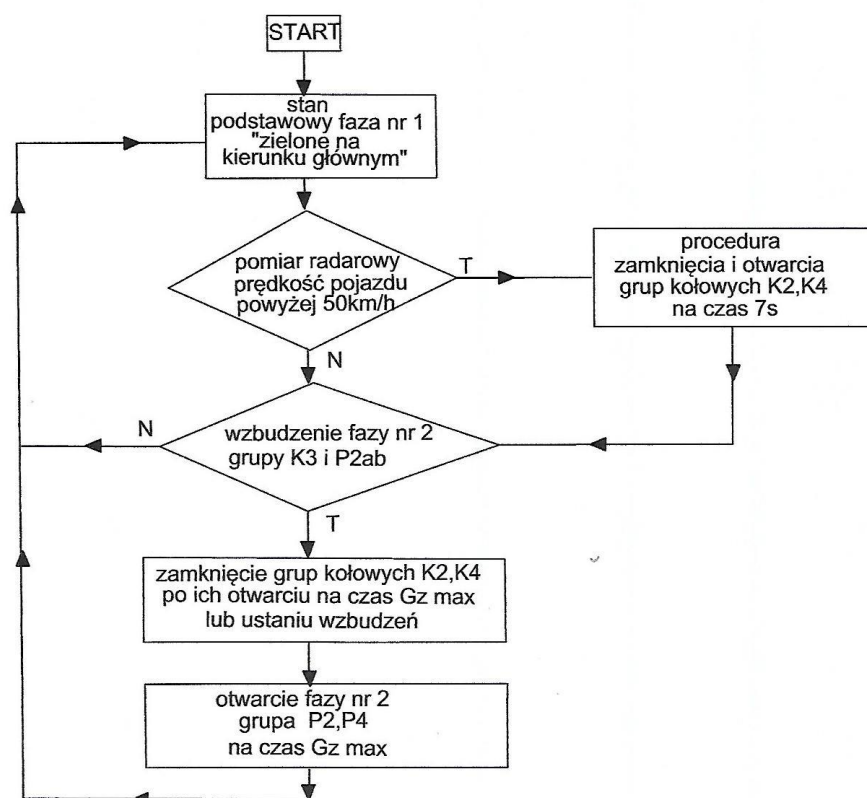 START
stan
podstawowy faza nr 1
"zielone na
kierunku głównym"
pomiar radarowy
prędkość pojazdu
powyżej 50km/h
T
procedura
zamknięcia i otwarcia
grup kołowych K2,K4
na czas 7s
N
wzbudzenie fazy nr 2
grupy K3 i P2ab
N
T
zamknięcie grup kołowych K2,K4
po ich otwarciu na czas Gz max
lub ustaniu wzbudzeń
otwarcie fazy nr 2
grupa P2,P4
na czas Gz max